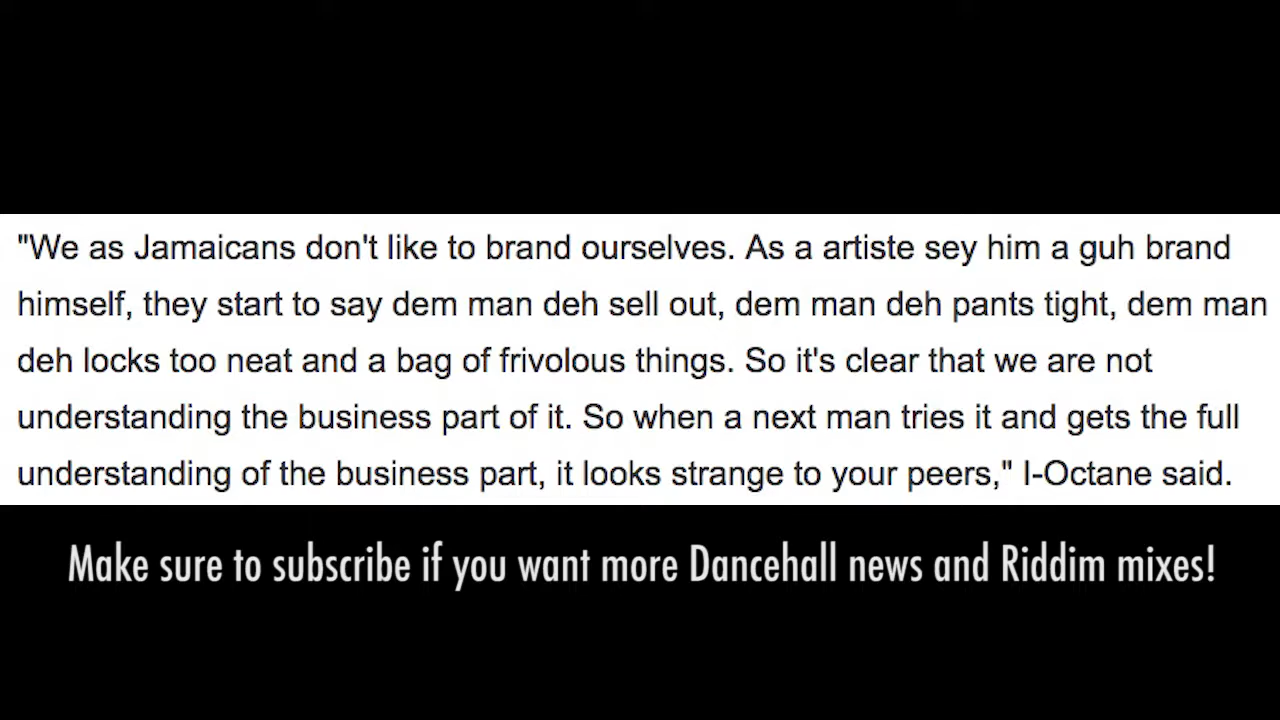 "We as Jamaicans don't like to brand ourselves. As a artiste sey him a guh brand
himself, they start to say dem man deh sell out, dem man deh pants tight, dem man
deh locks too neat and a bag of frivolous things. So it's clear that we are not
understanding the business part of it. So when a next man tries it and gets the full
understanding of the business part, it looks strange to your peers," I-Octane said.
Make sure to subscribe if you want more Dancehall news and Riddim mixes!